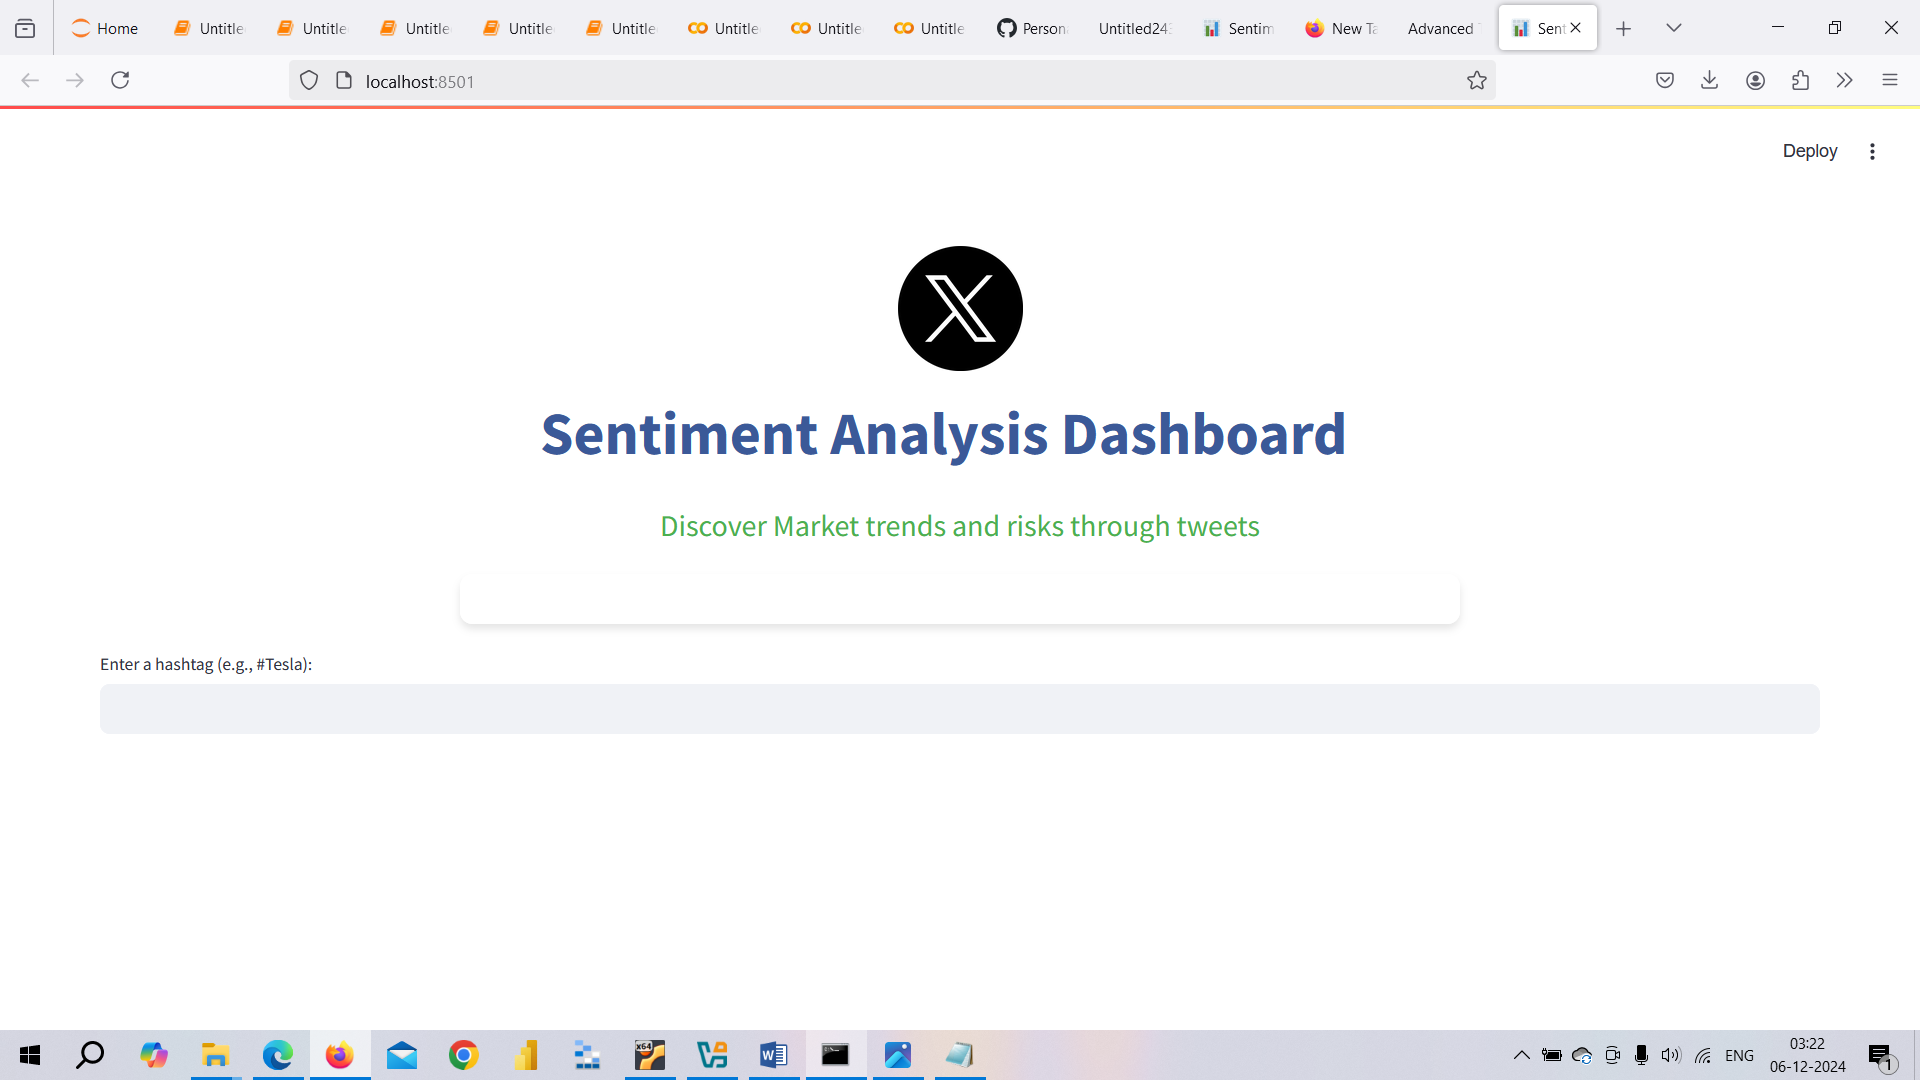 Home
Untitle
Untitle
Untitle
Untitle
Untitle
Untitle
Untitle
Untitle
Person
Untitled24
Sentim
New Ta
Advanced
Sent
localhost:8501
Deploy
X
Sentiment Analysis Dashboard
Discover Market trends and risks through tweets
Enter a hashtag (e.g., #Tesla):
x64
ENG
03:22
06-12-2024
1